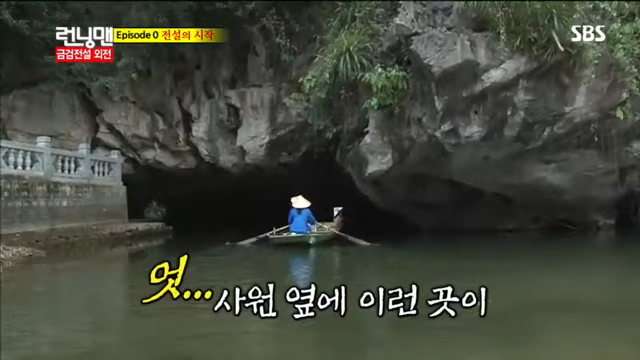 런닝맨
금검전설 외전
Episode 0 전설의 시작
SBS
헛... 사원 옆에 이런 곳이